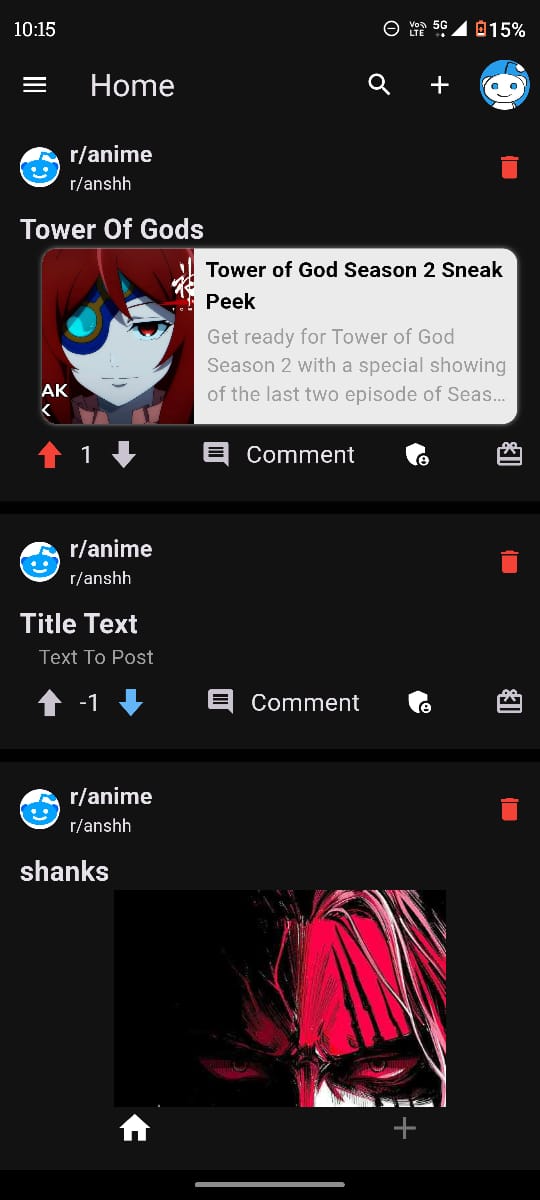 10:15
Vo))
LTE
5G
15%
Home
r/anime
r/anshh
Tower Of Gods
AK
Tower of God Season 2 Sneak
Peek
Get ready for Tower of God
Season 2 with a special showing
of the last two episode of Seas...
1
Comment
r/anime
r/anshh
Title Text
Text To Post
-1
Comment
r/anime
r/anshh
shanks